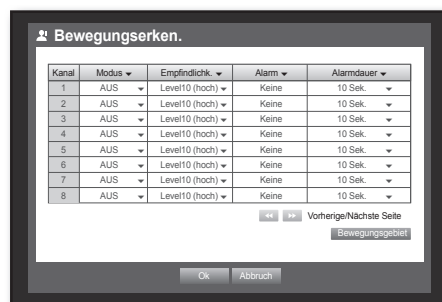 Bewegungserken.
Kanal Modus Empfindlichk. Alarm Alarmdauer
1 AUS Level10 (hoch) Keine 10 Sek.
2 AUS Level10 (hoch) Keine 10 Sek.
3 AUS Level10 (hoch) Keine 10 Sek.
4 AUS Level10 (hoch) Keine 10 Sek.
5 AUS Level10 (hoch) Keine 10 Sek.
6 AUS Level10 (hoch) Keine 10 Sek.
7 AUS Level10 (hoch) Keine 10 Sek.
8 AUS Level10 (hoch) Keine 10 Sek.
Vorherige/Nächste Seite
Bewegungsgebiet
Ok Abbruch